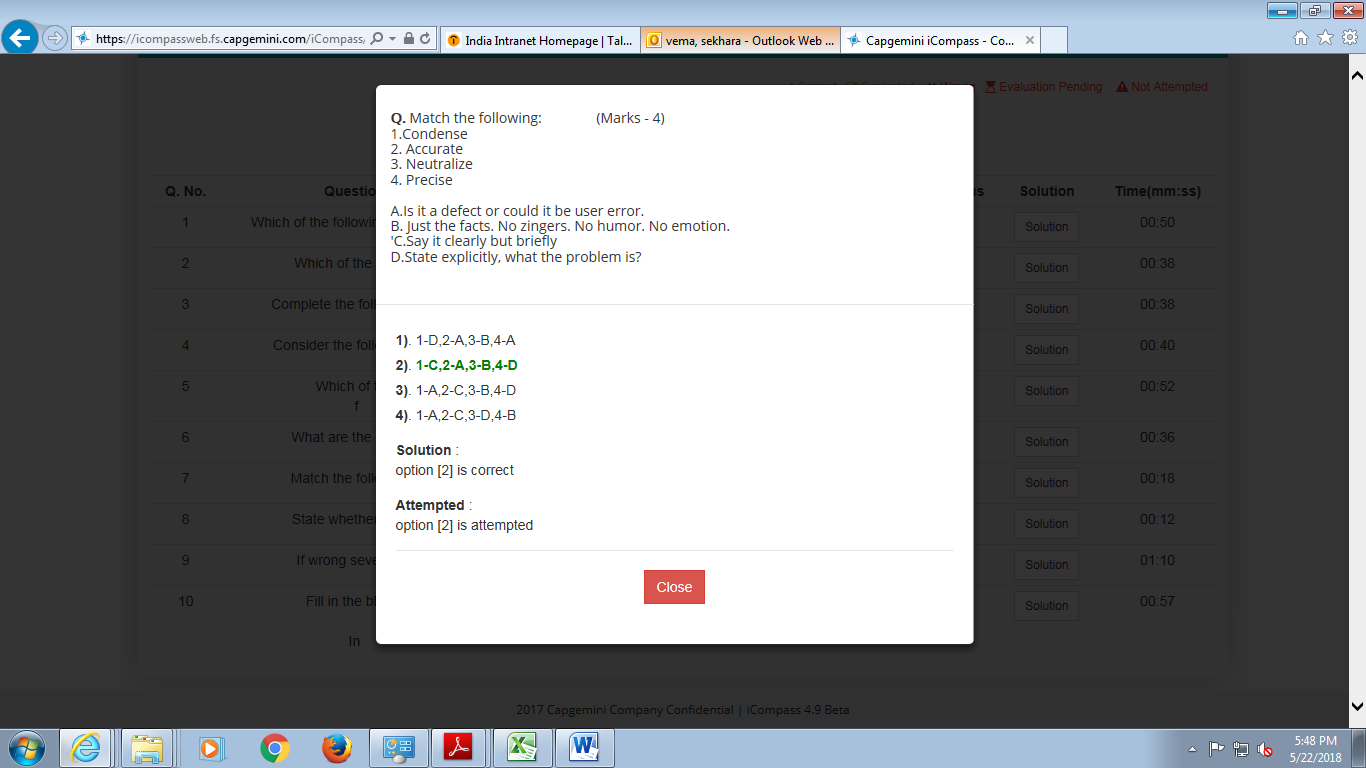 https://icompassweb.fs.capgemini.com/iCompass,
India Intranet Homepage | Tal...
vema, sekhara - Outlook Web ...
Capgemini iCompass - Co...
Evaluation Pending
Not Attempted
Q. Match the following: (Marks - 4)
1.Condense
2. Accurate
3. Neutralize
4. Precise
A.Is it a defect or could it be user error.
B. Just the facts. No zingers. No humor. No emotion.
'C.Say it clearly but briefly
D.State explicitly, what the problem is?
1). 1-D,2-A,3-B,4-A
2). 1-C,2-A,3-B,4-D
3). 1-A,2-C,3-B,4-D
4). 1-A,2-C,3-D,4-B
Solution :
option [2] is correct
Attempted :
option [2] is attempted
Close
Q. No. Questio us Solution Time(mm:ss)
1 Which of the followin Solution 00:50
2 Which of the Solution 00:38
3 Complete the foll Solution 00:38
4 Consider the foll Solution 00:40
5 Which of f Solution 00:52
f
6 What are the Solution 00:36
7 Match the foll Solution 00:18
8 State whethe Solution 00:12
9 If wrong seve Solution 01:10
10 Fill in the bl Solution 00:57
In
2017 Capgemini Company Confidential | iCompass 4.9 Beta
5:48 PM
5/22/2018